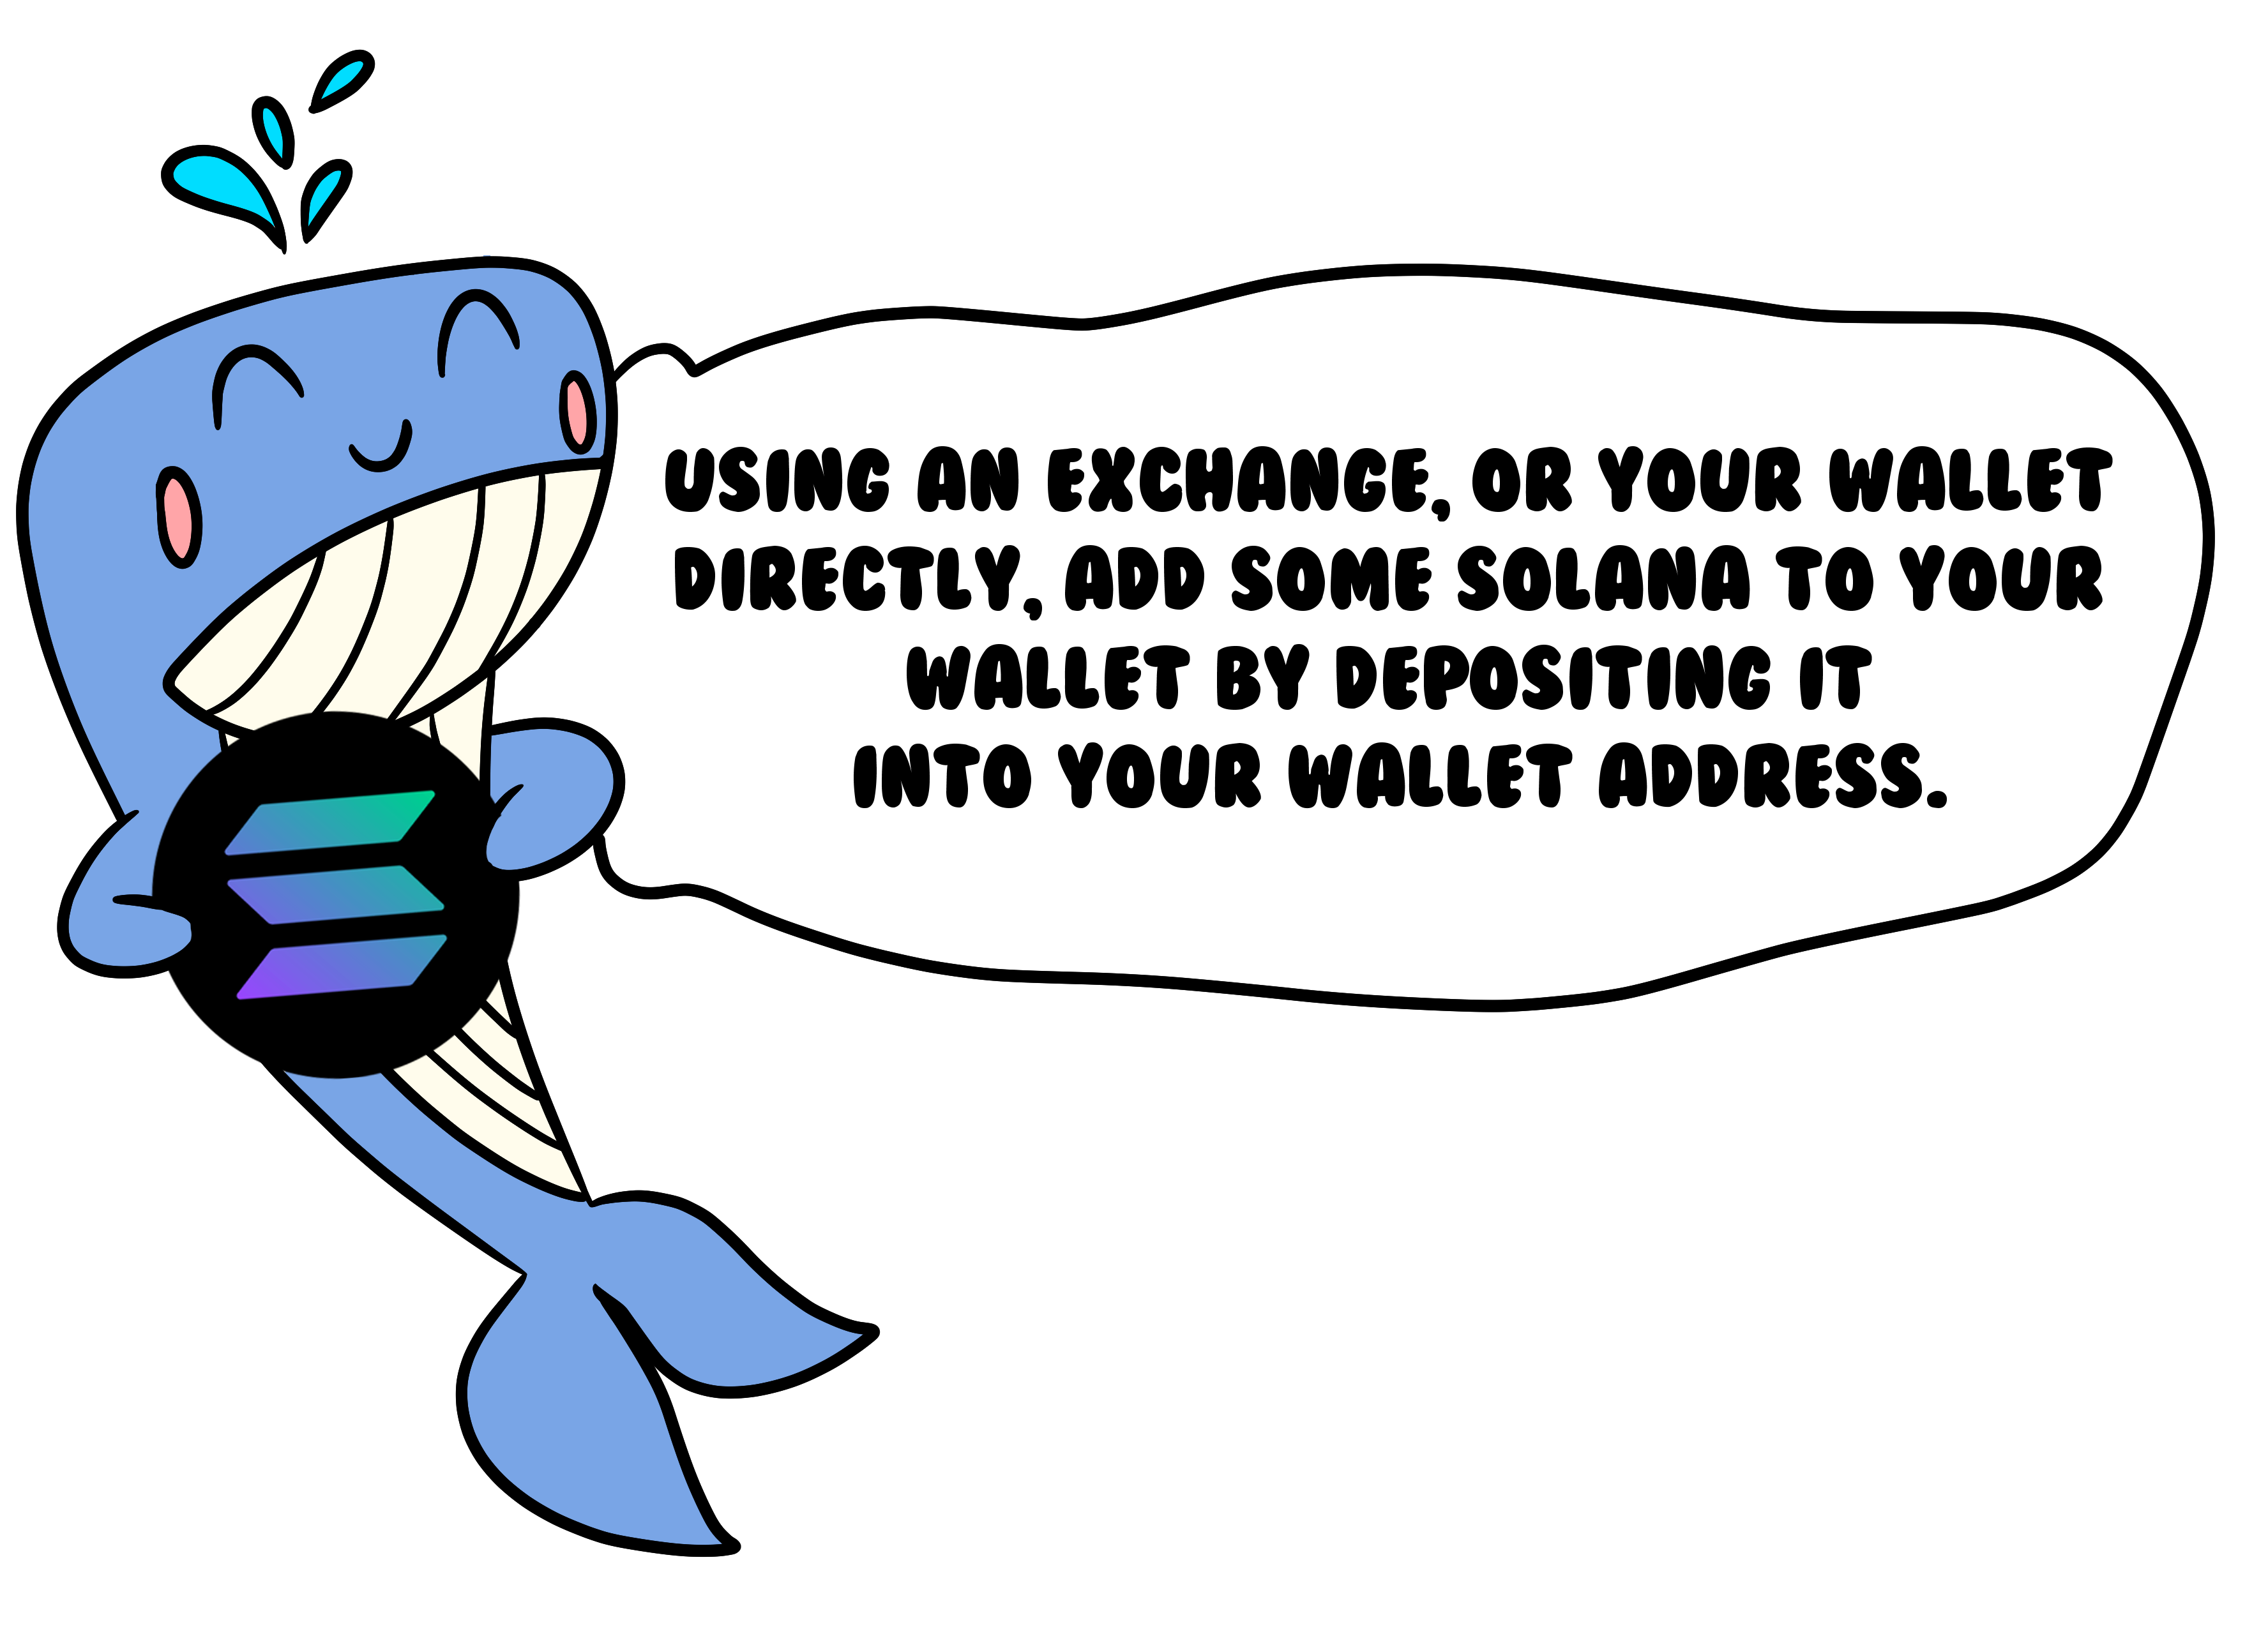 USING AN EXCHANGE, OR YOUR WALLET
DIRECTLY, ADD SOME SOLANA TO YOUR
WALLET BY DEPOSITING IT
INTO YOUR WALLET ADDRESS.